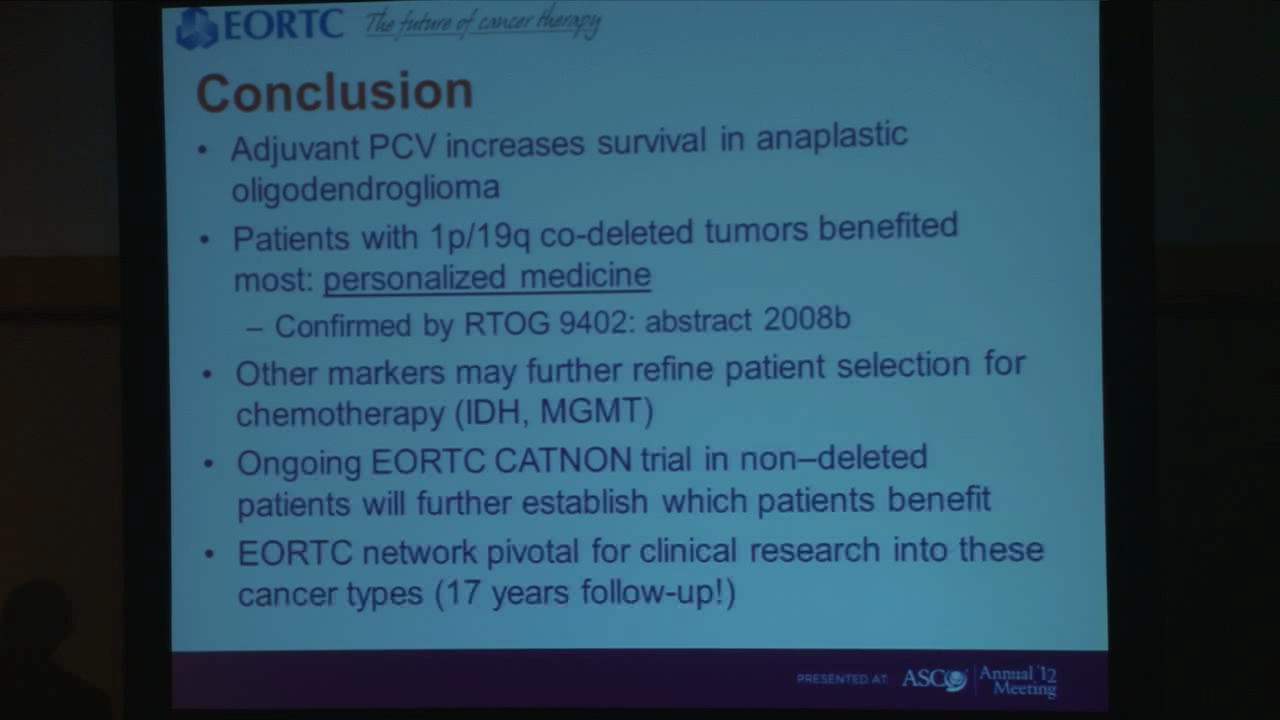 EORTC The future of cancer therapy
Conclusion
• Adjuvant PCV increases survival in anaplastic
oligodendroglioma
• Patients with 1p/19q co-deleted tumors benefited
most: personalized medicine
– Confirmed by RTOG 9402: abstract 2008b
• Other markers may further refine patient selection for
chemotherapy (IDH, MGMT)
• Ongoing EORTC CATNON trial in non–deleted
patients will further establish which patients benefit
• EORTC network pivotal for clinical research into these
cancer types (17 years follow-up!)
PRESENTED AT: ASCO Annual '12
Meeting